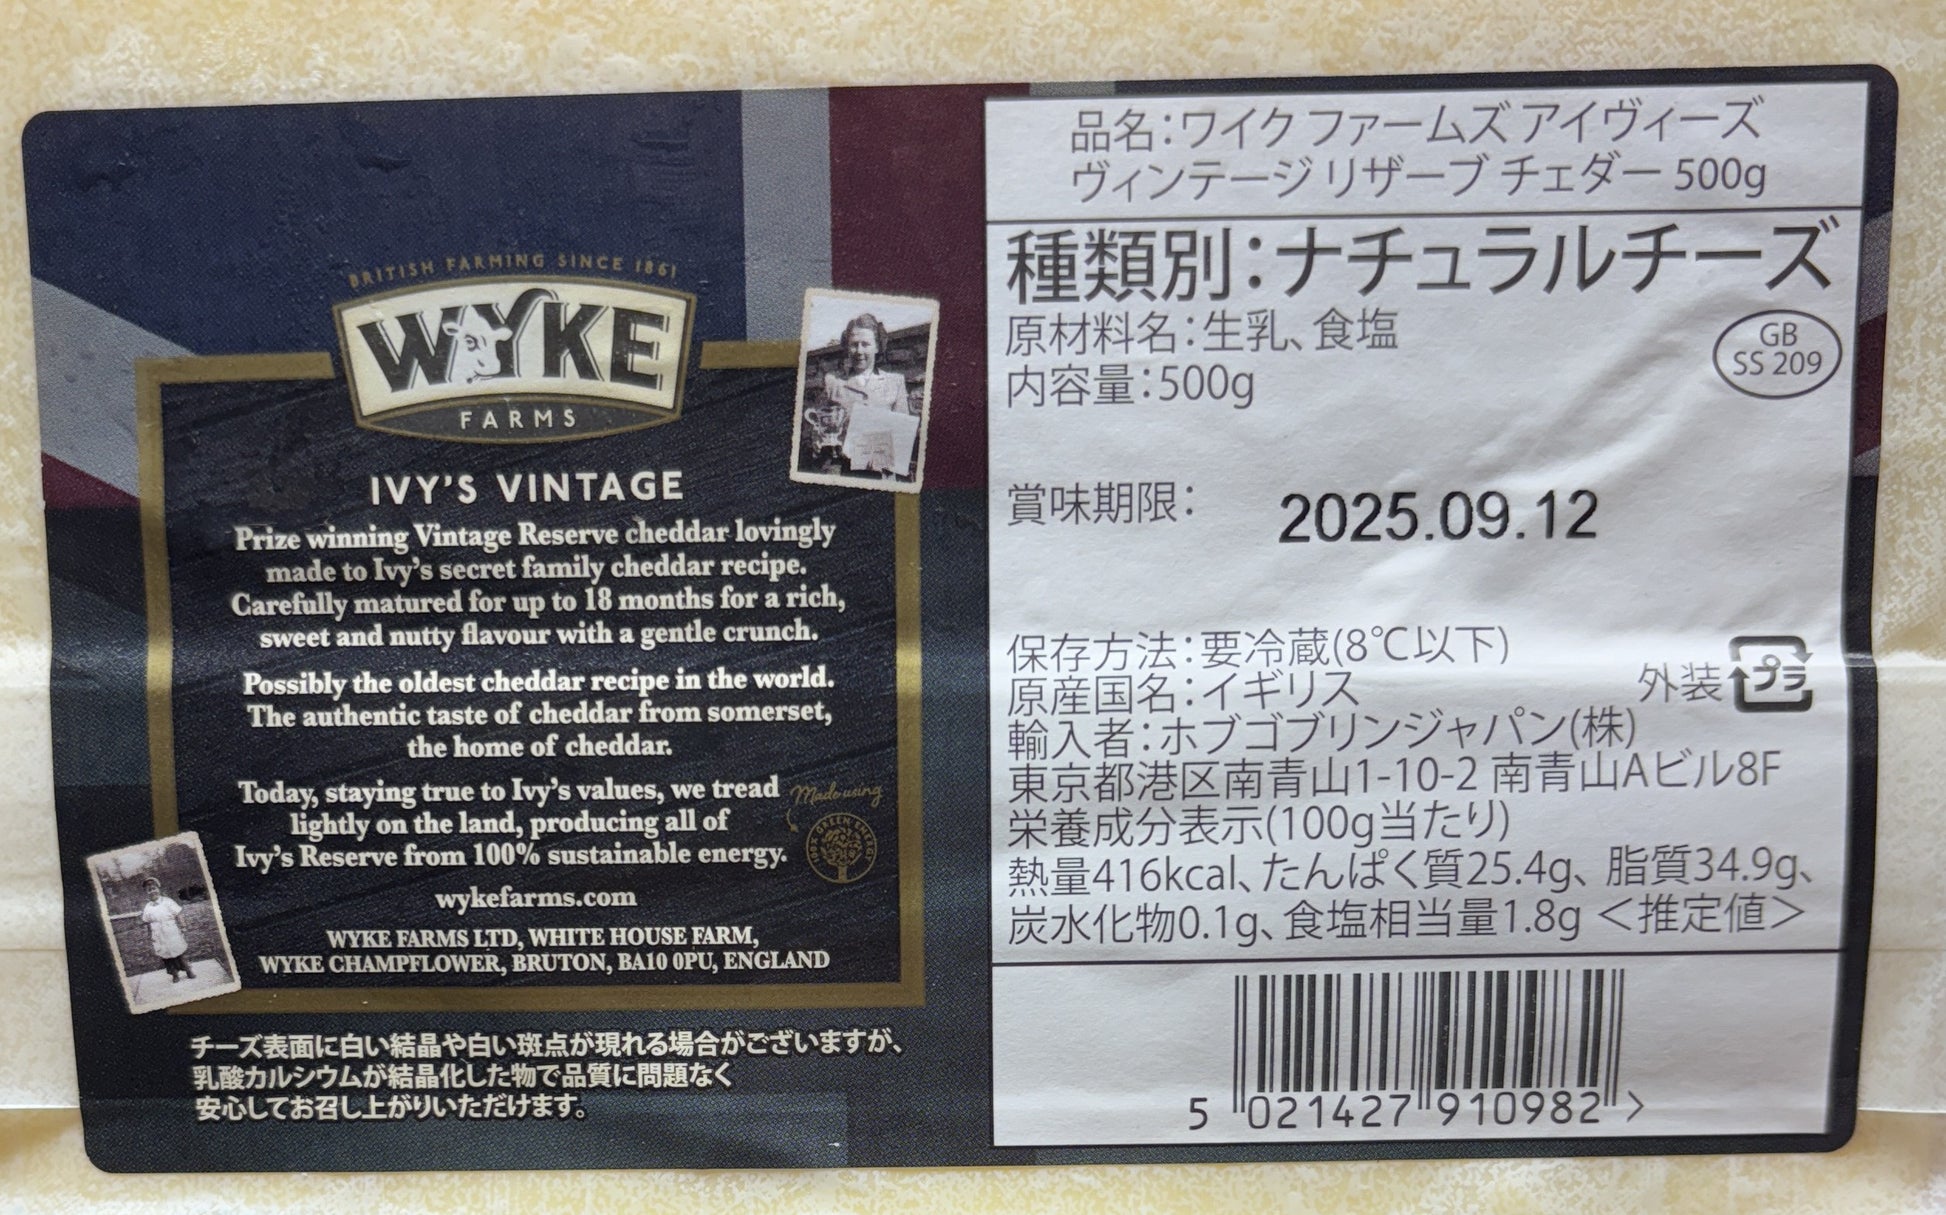 BRITISH FARMING SINCE 1861
WYKE
FARMS
IVY'S VINTAGE
Prize winning Vintage Reserve cheddar lovingly
made to Ivy's secret family cheddar recipe.
Carefully matured for up to 18 months for a rich,
sweet and nutty flavour with a gentle crunch.
Possibly the oldest cheddar recipe in the world.
The authentic taste of cheddar from somerset,
the home of cheddar.
Today, staying true to Ivy's values, we tread
lightly on the land, producing all of
Ivy's Reserve from 100% sustainable energy.
Made using
100% GREEN ENERGY
wykefarms.com
WYKE FARMS LTD, WHITE HOUSE FARM,
WYKE CHAMPFLOWER, BRUTON, BA10 0PU, ENGLAND
チーズ表面に白い結晶や白い斑点が現れる場合がございますが、
乳酸カルシウムが結晶化した物で品質に問題なく
安心してお召し上がりいただけます。
品名:ワイク ファームズ アイヴィーズ
ヴィンテージ リザーブ チェダー 500g
種類別:ナチュラルチーズ
原材料名:生乳、食塩
内容量:500g
GB
SS 209
賞味期限: 2025.09.12
保存方法:要冷蔵(8℃以下)
原産国名:イギリス
外装 プラ
輸入者:ホブゴブリンジャパン(株)
東京都港区南青山1-10-2 南青山Aビル8F
栄養成分表示(100g当たり)
熱量416kcal、たんぱく質25.4g、脂質34.9g、
炭水化物0.1g、食塩相当量1.8g <推定値>
5 021427 910982 >